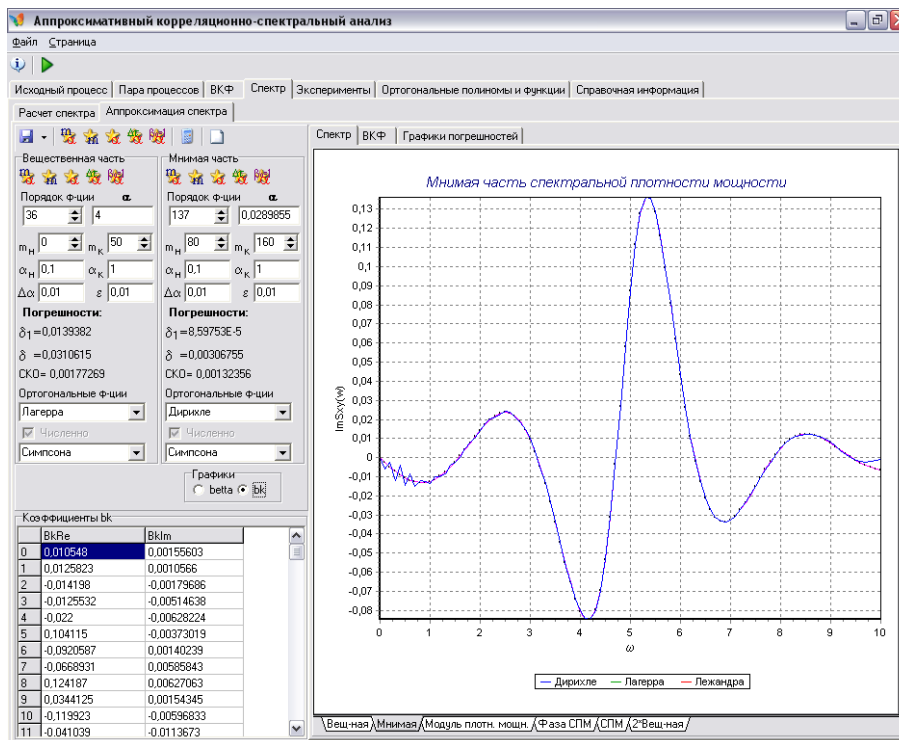 Аппроксимативный корреляционно-спектральный анализ
Файл Страница
Исходный процесс Пара процессов ВКФ Спектр Эксперименты Ортогональные полиномы и функции Справочная информация
Расчет спектра Аппроксимация спектра
Вещественная часть
Порядок ф-ции α
36 4
mН 0 mК 50
αН 0,1 αК 1
Δα 0,01 ε 0,01
Погрешности:
δ1=0,0139382
δ =0,0310615
СКО= 0,00177269
Ортогональные ф-ции
Лагерра
Численно
Симпсона
Мнимая часть
Порядок ф-ции α
137 0,0289855
mН 80 mК 160
αН 0,1 αК 1
Δα 0,01 ε 0,01
Погрешности:
δ1=8,59753E-5
δ =0,00306755
СКО= 0,00132356
Ортогональные ф-ции
Дирихле
Численно
Симпсона
Графики
betta bk
Коэффициенты bk
BkRe BkIm
0 0,010548 0,00155603
1 0,0125823 0,0010566
2 -0,014198 -0,00179686
3 -0,0125532 -0,00514638
4 -0,022 -0,00628224
5 0,104115 -0,00373019
6 -0,0920587 0,00140239
7 -0,0668931 0,00585843
8 0,124187 0,00627063
9 0,0344125 0,00154345
10 -0,119923 -0,00596833
11 -0,041039 -0,0113673
Спектр ВКФ Графики погрешностей
Мнимая часть спектральной плотности мощности
0,13
0,12
0,11
0,1
0,09
0,08
0,07
0,06
0,05
0,04
0,03
0,02
0,01
0
-0,01
-0,02
-0,03
-0,04
-0,05
-0,06
-0,07
-0,08
ImSxy(w)
0 1 2 3 4 5 6 7 8 9 10
ω
Дирихле Лагерра Лежандра
Вещ-ная Мнимая Модуль плотн. мощн. Фаза СПМ СПМ 2"Вещ-ная